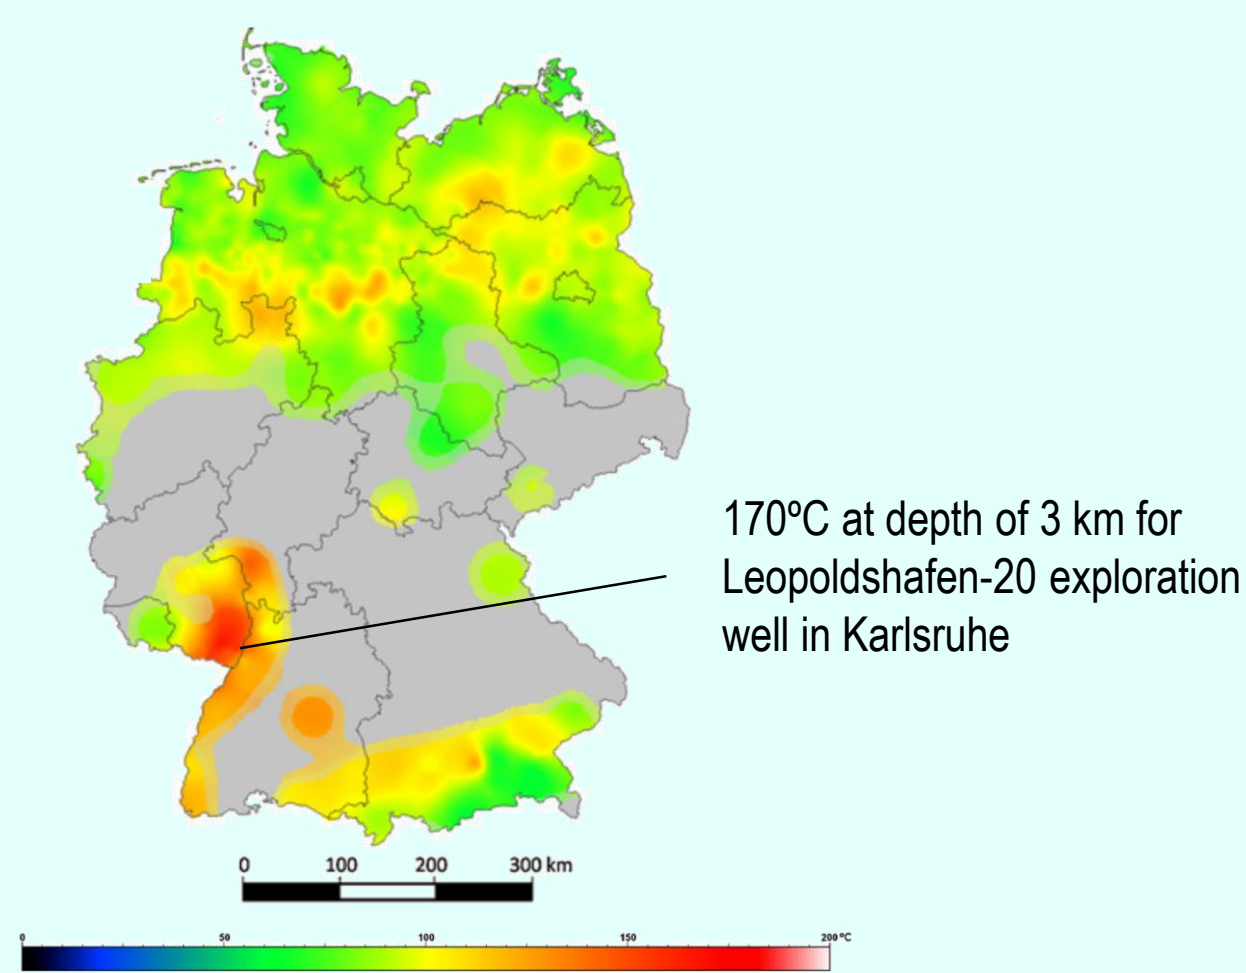 170ºC at depth of 3 km for
Leopoldshafen-20 exploration
well in Karlsruhe
0 100 200 300 km
0 50 100 150 200 °C